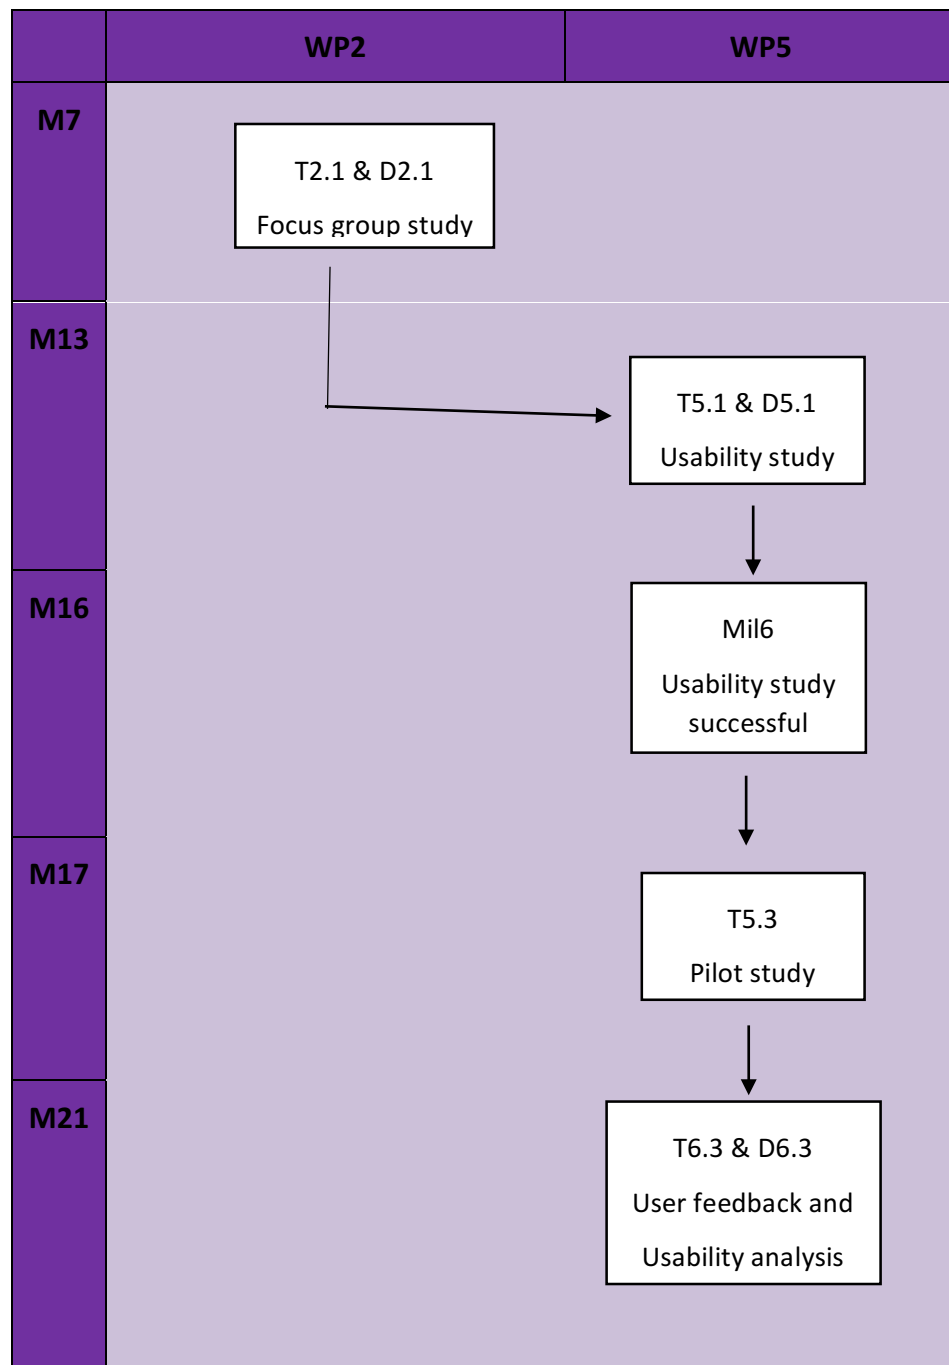 WP2
WP5
M7
T2.1 & D2.1
Focus group study
M13
T5.1 & D5.1
Usability study
M16
Mil6
Usability study
successful
M17
T5.3
Pilot study
M21
T6.3 & D6.3
User feedback and
Usability analysis